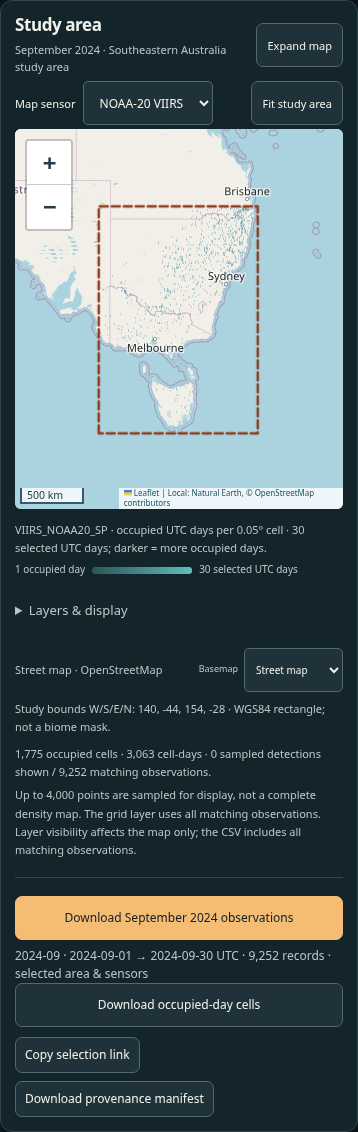 Study area
September 2024 · Southeastern Australia
study area
Expand map
Map sensor
NOAA-20 VIIRS
Fit study area
+
−
str
Brisbane
Sydney
Melbourne
500 km
Leaflet | Local: Natural Earth, © OpenStreetMap
contributors
VIIRS_NOAA20_SP · occupied UTC days per 0.05° cell · 30
selected UTC days; darker = more occupied days.
1 occupied day
30 selected UTC days
▶ Layers & display
Street map · OpenStreetMap
Basemap
Street map
Study bounds W/S/E/N: 140, -44, 154, -28 · WGS84 rectangle;
not a biome mask.
1,775 occupied cells · 3,063 cell-days · 0 sampled detections
shown / 9,252 matching observations.
Up to 4,000 points are sampled for display, not a complete
density map. The grid layer uses all matching observations.
Layer visibility affects the map only; the CSV includes all
matching observations.
Download September 2024 observations
2024-09 · 2024-09-01 → 2024-09-30 UTC · 9,252 records ·
selected area & sensors
Download occupied-day cells
Copy selection link
Download provenance manifest